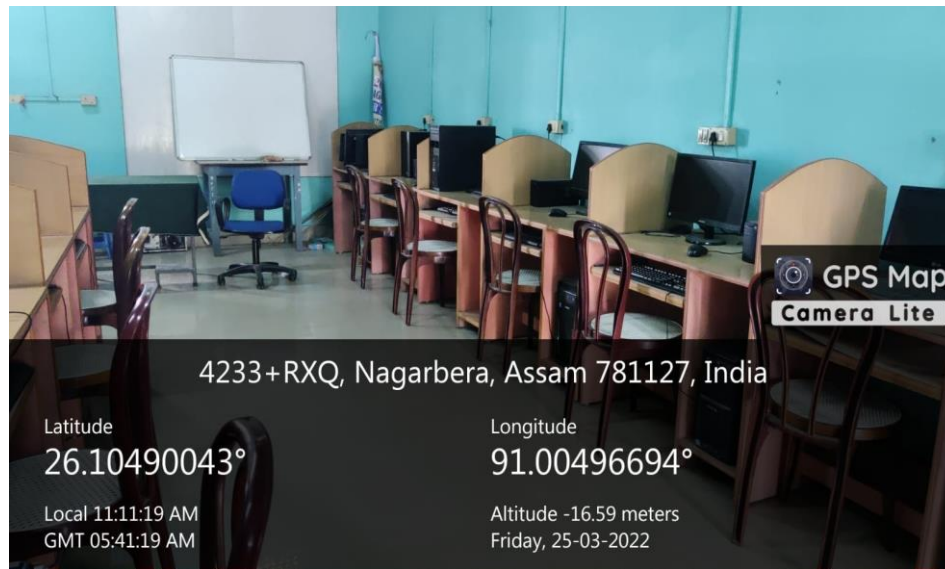 GPS Map
Camera Lite
4233+RXQ, Nagarbera, Assam 781127, India
Latitude
26.10490043°
Longitude
91.00496694°
Local 11:11:19 AM
GMT 05:41:19 AM
Altitude -16.59 meters
Friday, 25-03-2022